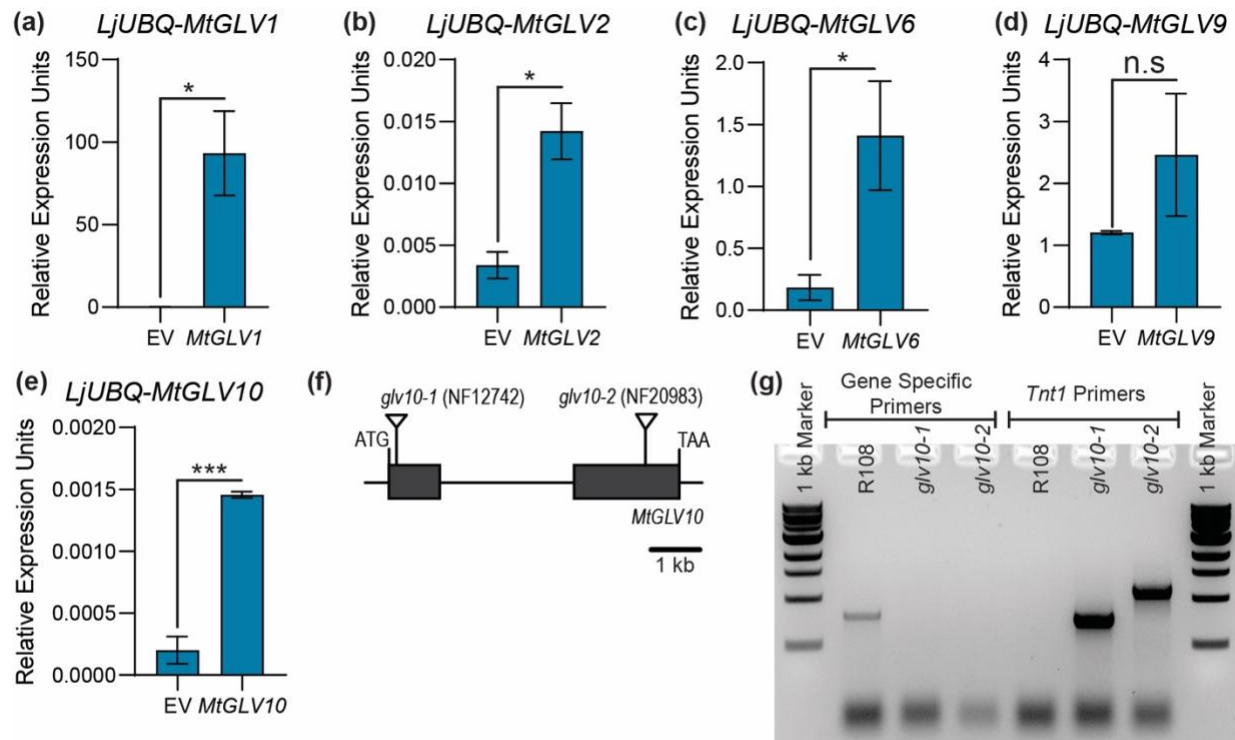 (a) LjUBQ-MtGLV1
Relative Expression Units
150
100
50
0
*
EV MtGLV1
(b) LjUBQ-MtGLV2
Relative Expression Units
0.020
0.015
0.010
0.005
0.000
*
EV MtGLV2
(c) LjUBQ-MtGLV6
Relative Expression Units
2.0
1.5
1.0
0.5
0.0
*
EV MtGLV6
(d) LjUBQ-MtGLV9
Relative Expression Units
4
3
2
1
0
n.s
EV MtGLV9
(e) LjUBQ-MtGLV10
Relative Expression Units
0.0020
0.0015
0.0010
0.0005
0.0000
***
EV MtGLV10
(f)
glv10-1 (NF12742) glv10-2 (NF20983)
ATG TAA
MtGLV10
1 kb
(g)
Gene Specific
Primers
Tnt1 Primers
1 kb Marker
R108
glv10-1
glv10-2
R108
glv10-1
glv10-2
1 kb Marker